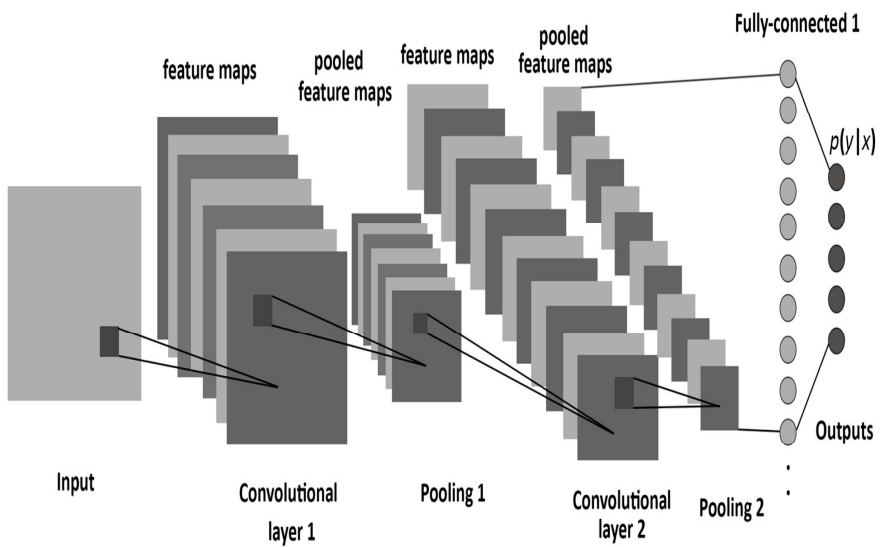 Fully-connected 1
feature maps
pooled
feature maps
feature maps
pooled
feature maps
p(y|x)
Outputs
Input
Convolutional
layer 1
Pooling 1
Convolutional
layer 2
Pooling 2